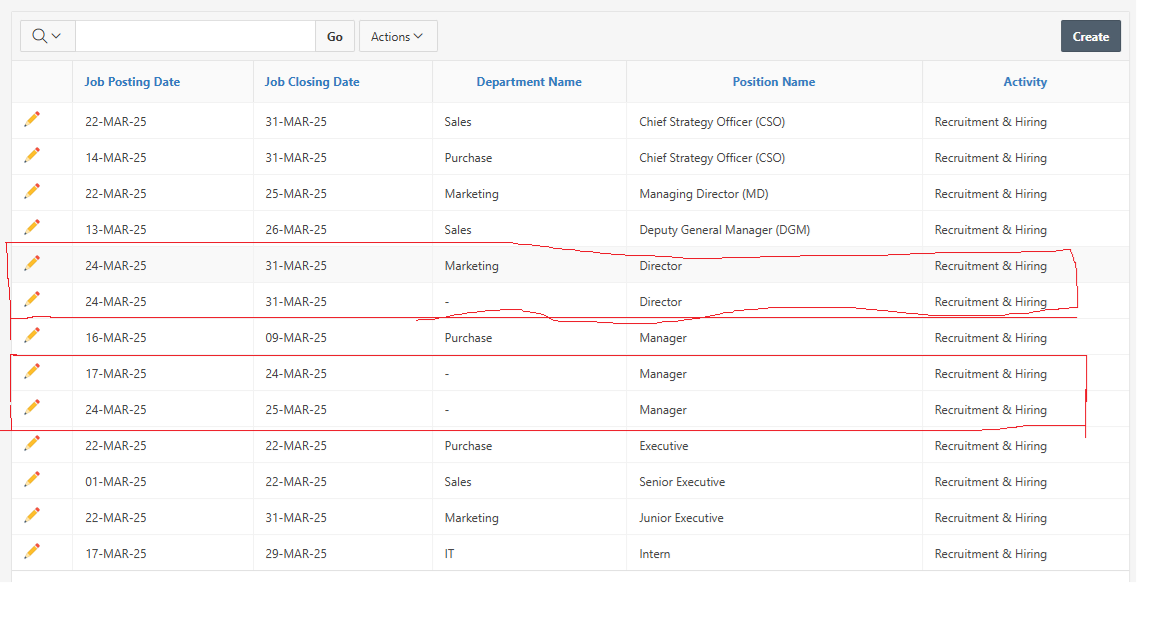 Go Actions Create
Job Posting Date Job Closing Date Department Name Position Name Activity
22-MAR-25 31-MAR-25 Sales Chief Strategy Officer (CSO) Recruitment & Hiring
14-MAR-25 31-MAR-25 Purchase Chief Strategy Officer (CSO) Recruitment & Hiring
22-MAR-25 25-MAR-25 Marketing Managing Director (MD) Recruitment & Hiring
13-MAR-25 26-MAR-25 Sales Deputy General Manager (DGM) Recruitment & Hiring
24-MAR-25 31-MAR-25 Marketing Director Recruitment & Hiring
24-MAR-25 31-MAR-25 - Director Recruitment & Hiring
16-MAR-25 09-MAR-25 Purchase Manager Recruitment & Hiring
17-MAR-25 24-MAR-25 - Manager Recruitment & Hiring
24-MAR-25 25-MAR-25 - Manager Recruitment & Hiring
22-MAR-25 22-MAR-25 Purchase Executive Recruitment & Hiring
01-MAR-25 22-MAR-25 Sales Senior Executive Recruitment & Hiring
22-MAR-25 31-MAR-25 Marketing Junior Executive Recruitment & Hiring
17-MAR-25 29-MAR-25 IT Intern Recruitment & Hiring